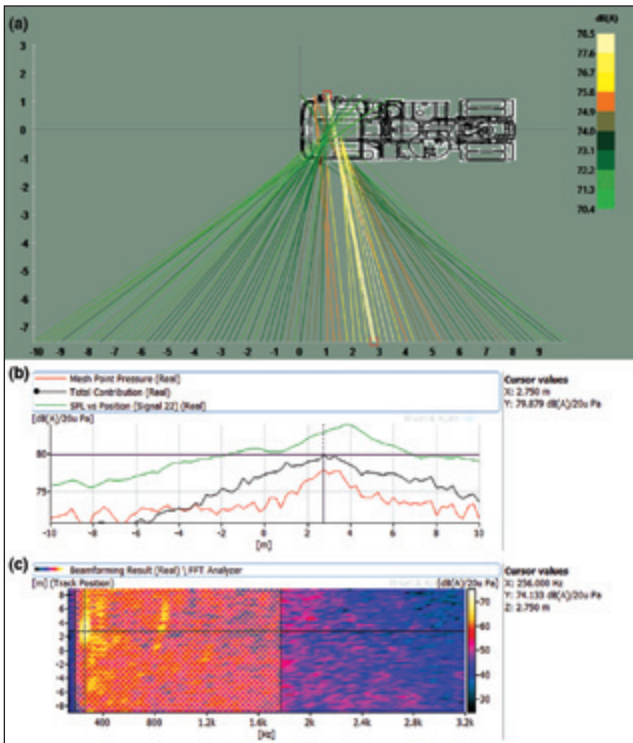 (a)
dB(A)
78.5
77.6
76.7
75.8
74.9
74.0
73.1
72.2
71.3
70.4
3
2
1
0
-1
-2
-3
-4
-5
-6
-7
-10 -9 -8 -7 -6 -5 -4 -3 -2 -1 0 1 2 3 4 5 6 7 8 9
(b)
Mesh Point Pressure (Real)
Total Contribution (Real)
SPL vs Position [Signal 22] (Real)
[dB(A)/20u Pa]
80
75
-10 -8 -6 -4 -2 0 2 4 6 8 10
[m]
Cursor values
X: 2.750 m
Y: 79.879 dB(A)/20u Pa
(c)
Beamforming Result (Real) \ FFT Analyzer
[m] (Track Position)
[dB(A)/20u Pa]
8
6
4
2
0
-2
-4
-6
-8
70
60
50
40
30
400 800 1.2k 1.6k 2k 2.4k 2.8k 3.2k
[Hz]
Cursor values
X: 256.000 Hz
Y: 74.133 dB(A)/20u Pa
Z: 2.750 m